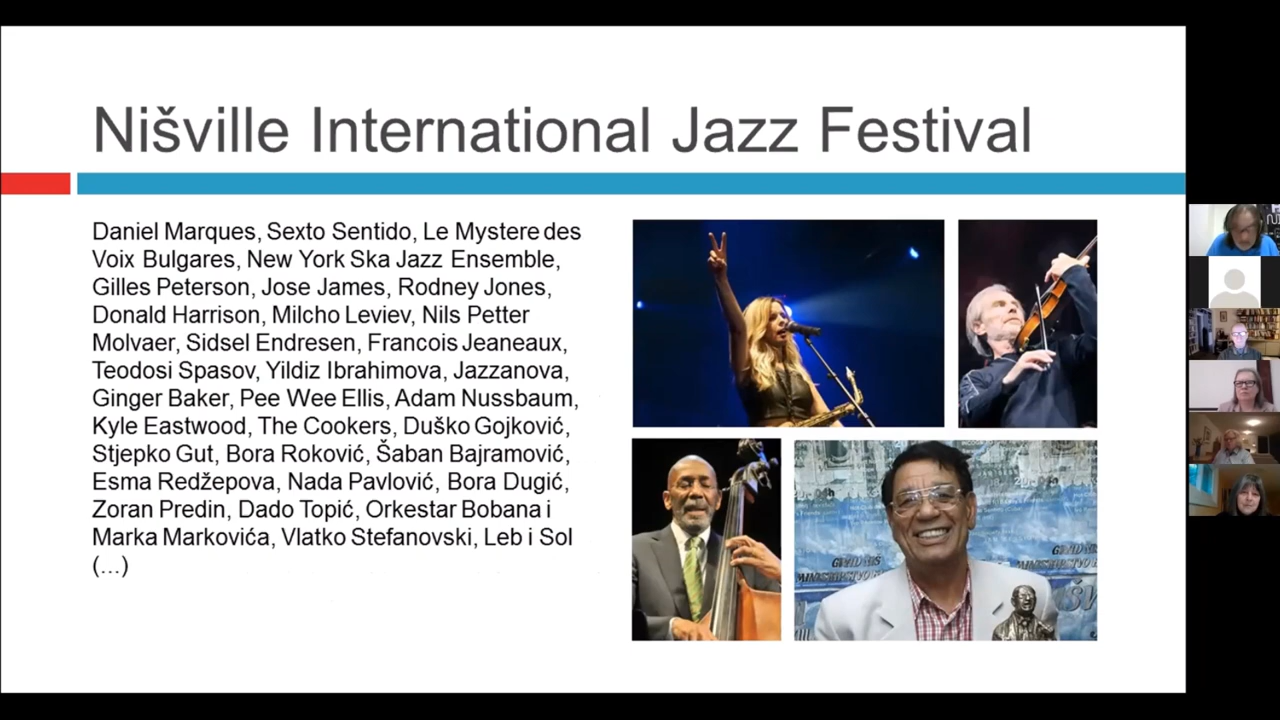 Nišville International Jazz Festival
Daniel Marques, Sexto Sentido, Le Mystere des
Voix Bulgares, New York Ska Jazz Ensemble,
Gilles Peterson, Jose James, Rodney Jones,
Donald Harrison, Milcho Leviev, Nils Petter
Molvaer, Sidsel Endresen, Francois Jeaneaux,
Teodosi Spasov, Yildiz Ibrahimova, Jazzanova,
Ginger Baker, Pee Wee Ellis, Adam Nussbaum,
Kyle Eastwood, The Cookers, Duško Gojković,
Stjepko Gut, Bora Roković, Šaban Bajramović,
Esma Redžepova, Nada Pavlović, Bora Dugić,
Zoran Predin, Dado Topić, Orkestar Bobana i
Marka Markovića, Vlatko Stefanovski, Leb i Sol
(...)